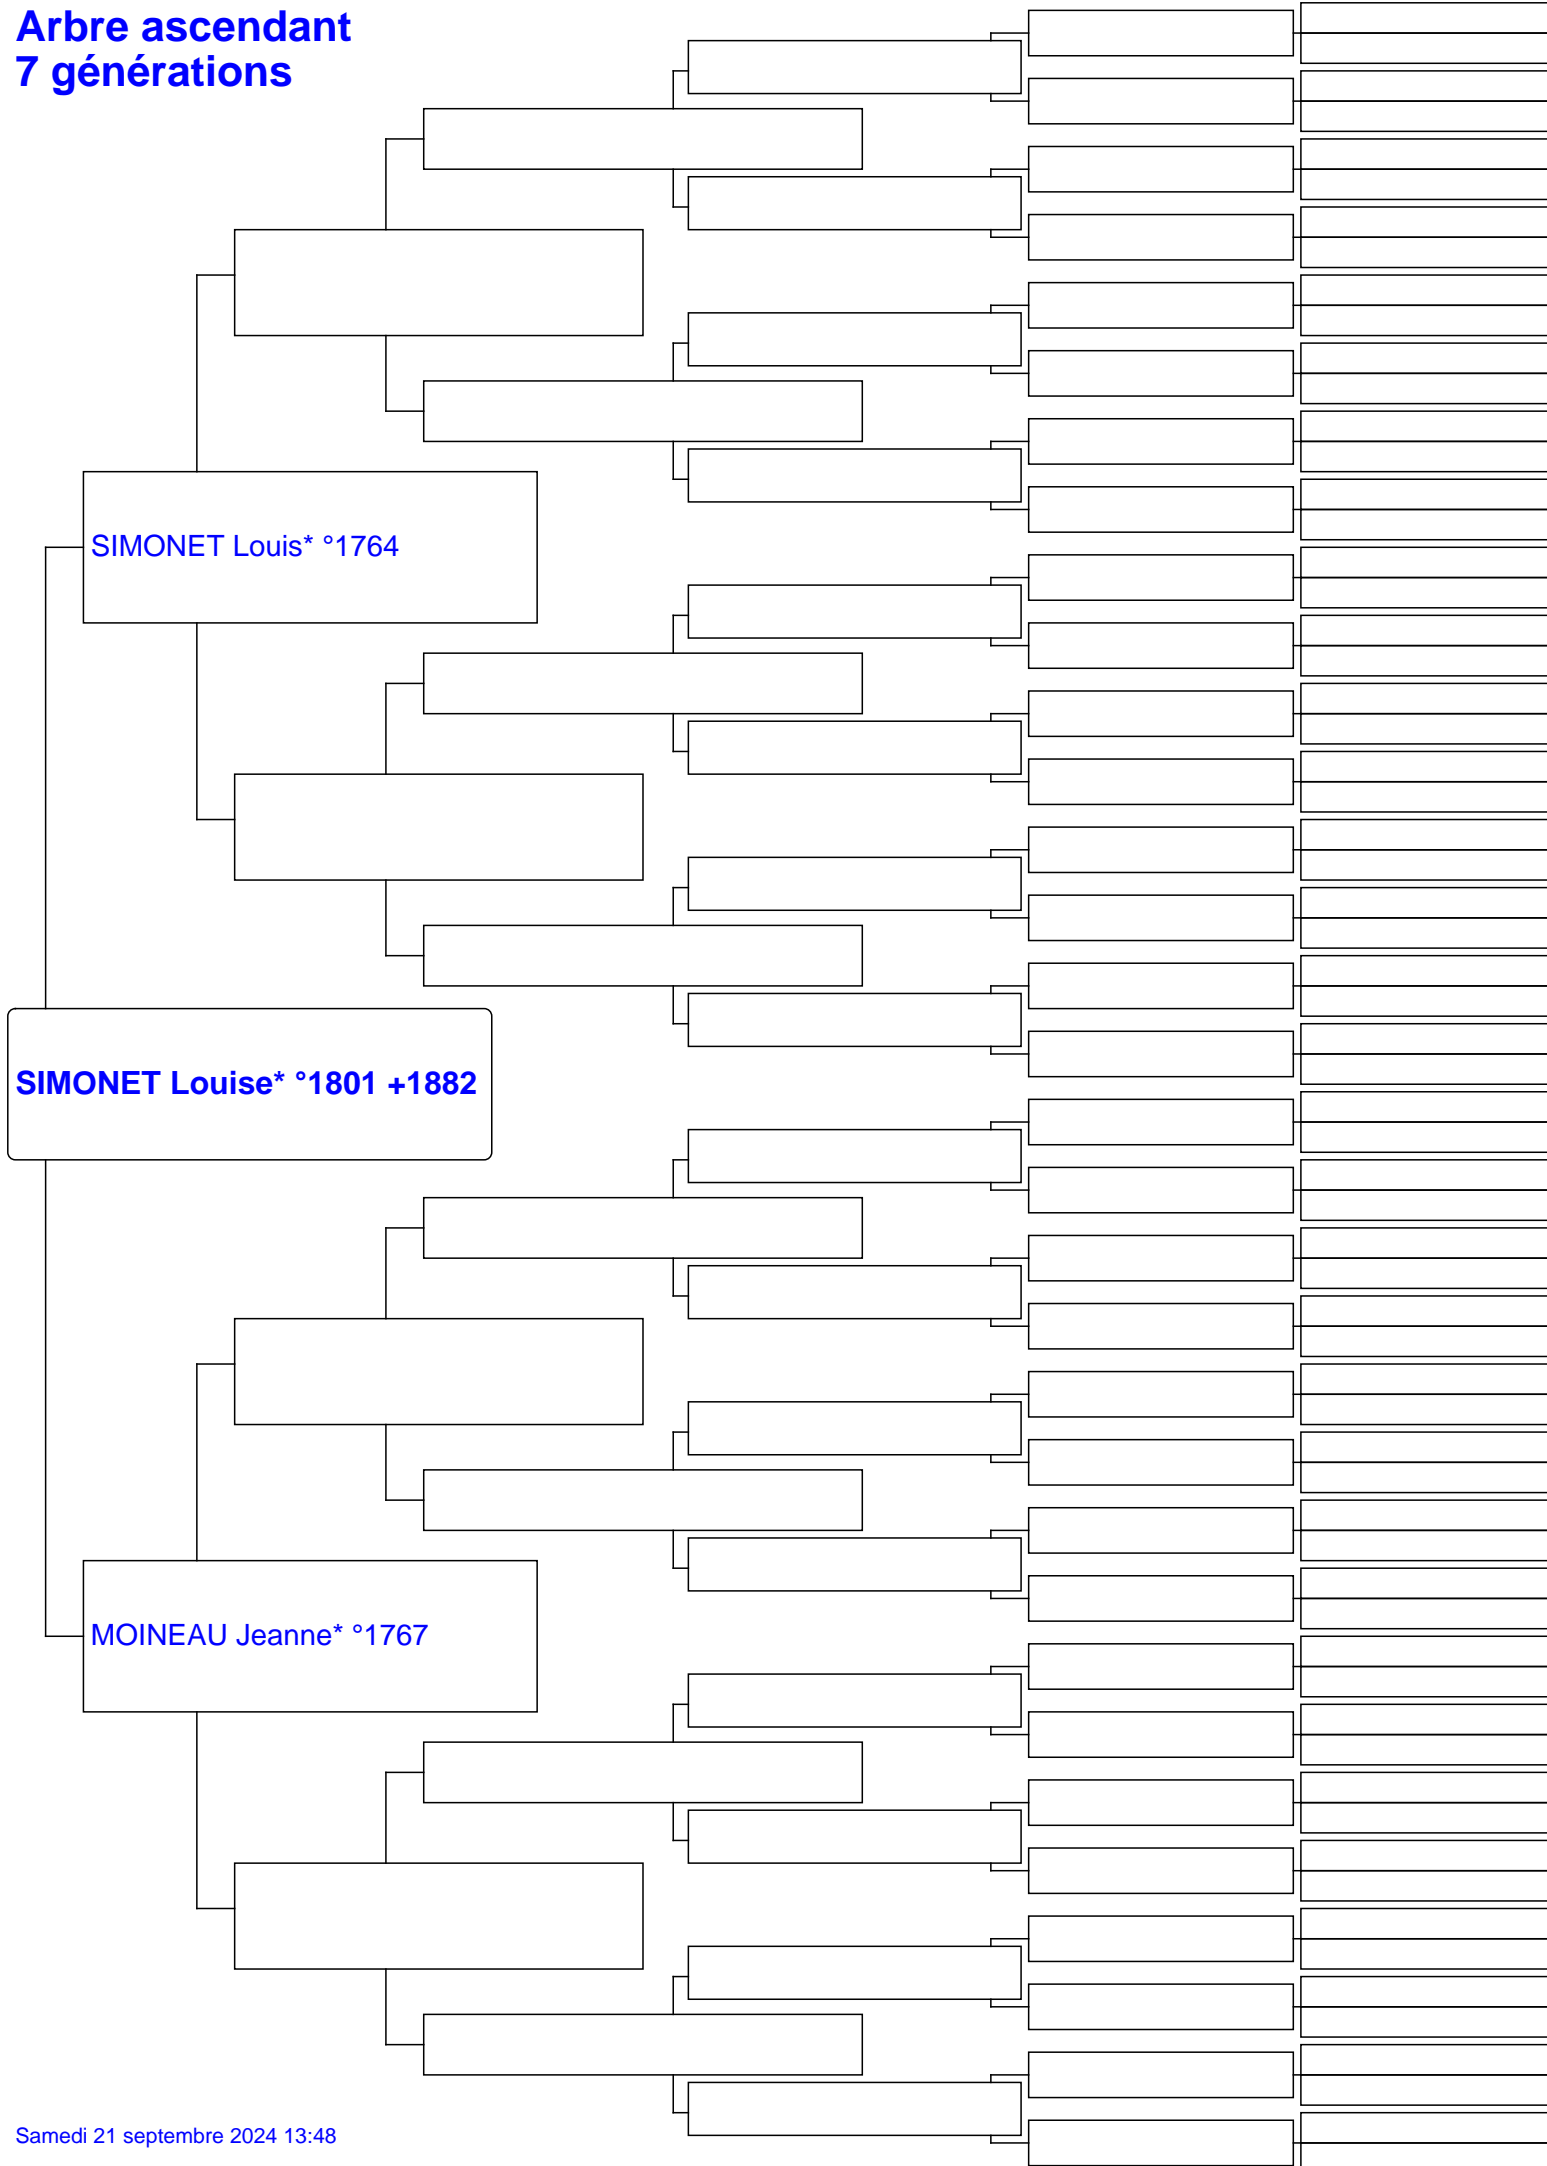 Arbre ascendant
7 générations
SIMONET Louis* °1764
SIMONET Louise* °1801 +1882
MOINEAU Jeanne* °1767
Samedi 21 septembre 2024 13:48